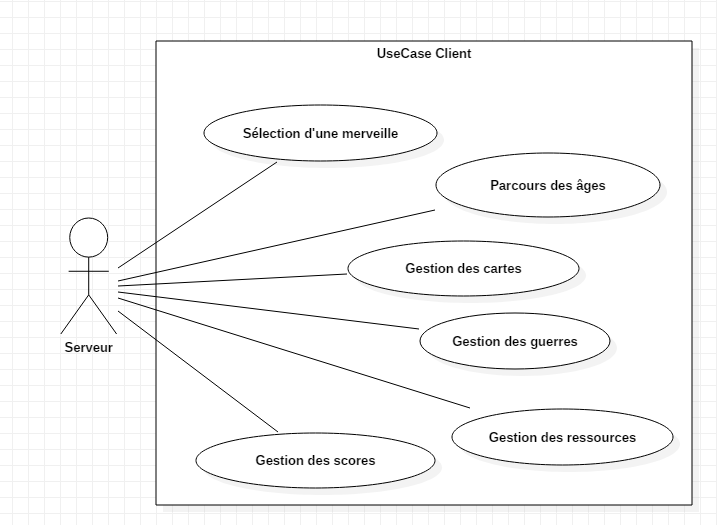 UseCase Client
Sélection d'une merveille
Parcours des âges
Gestion des cartes
Gestion des guerres
Serveur
Gestion des ressources
Gestion des scores